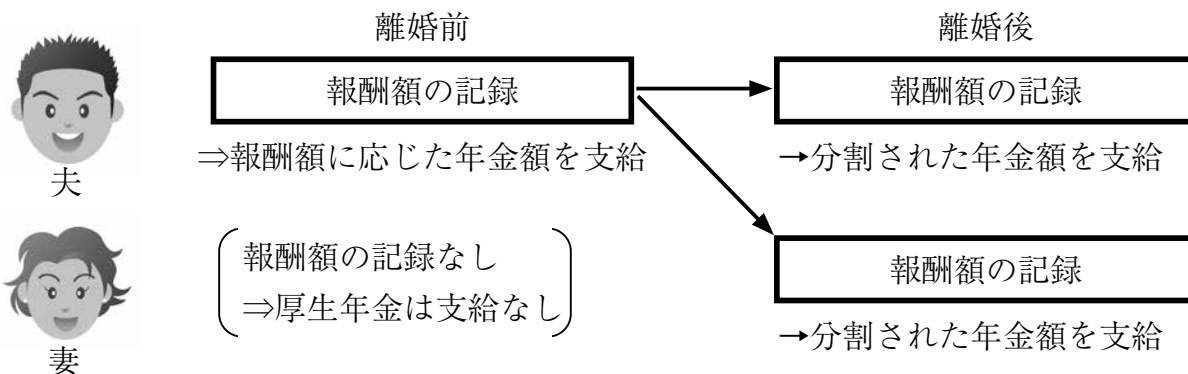 離婚前
離婚後
報酬額の記録
報酬額の記録
⇒報酬額に応じた年金額を支給
→分割された年金額を支給
夫
報酬額の記録なし
⇒厚生年金は支給なし
報酬額の記録
→分割された年金額を支給
妻